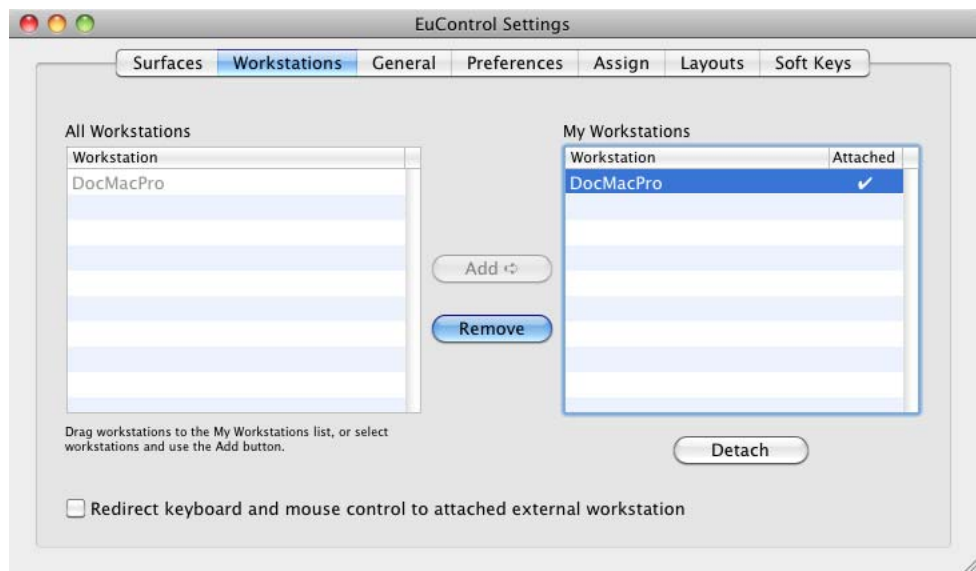 EuControl Settings
Surfaces Workstations General Preferences Assign Layouts Soft Keys
All Workstations
Workstation
DocMacPro
My Workstations
Workstation Attached
DocMacPro ✔
Add ➪
Remove
Drag workstations to the My Workstations list, or select
workstations and use the Add button.
Detach
Redirect keyboard and mouse control to attached external workstation